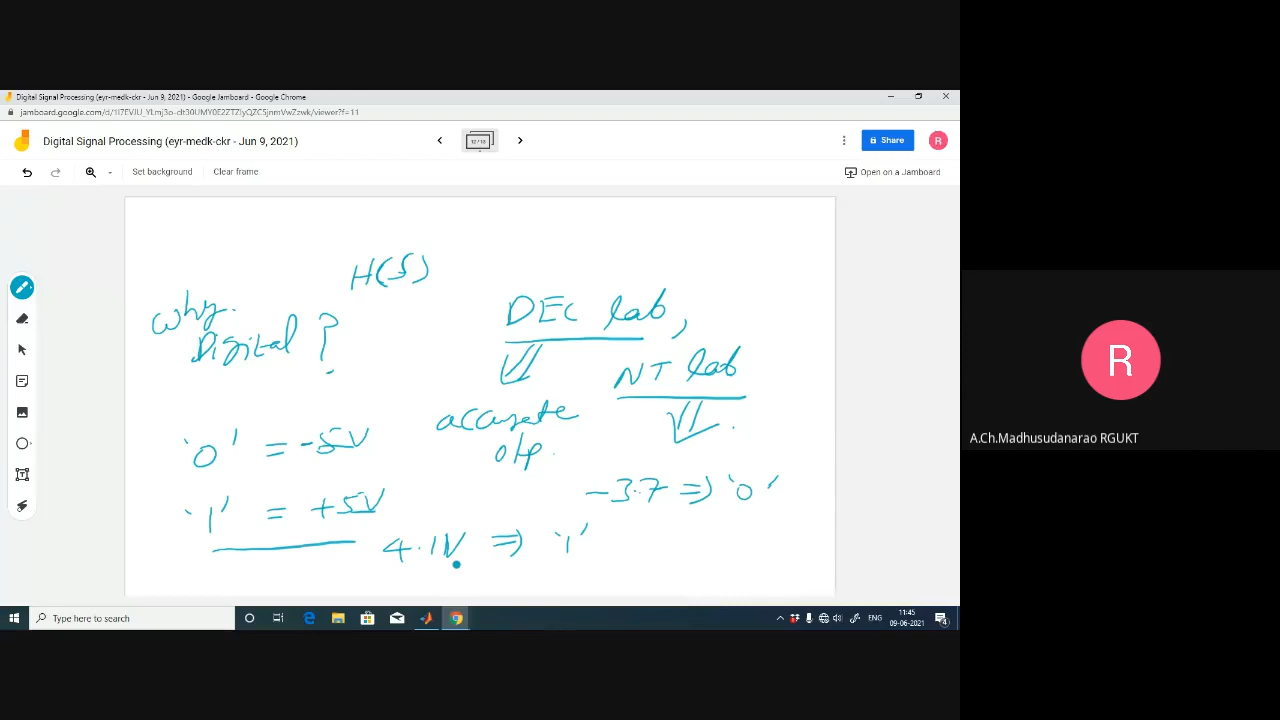 Digital Signal Processing (eyr-medk-ckr - Jun 9, 2021) - Google Jamboard - Google Chrome
Digital Signal Processing (eyr-medk-ckr - Jun 9, 2021)
12/13
Share
R
Set background
Clear frame
Open on a Jamboard
H(S)
Why
Digital ?
DEC lab,
NT lab
accurate
o/p.
'0' = -5V
'1' = +5V
-3.7 => '0'
4.1V => '1'
R
A.Ch.Madhusudanarao RGUKT
Type here to search
ENG
11:45
09-06-2021
4